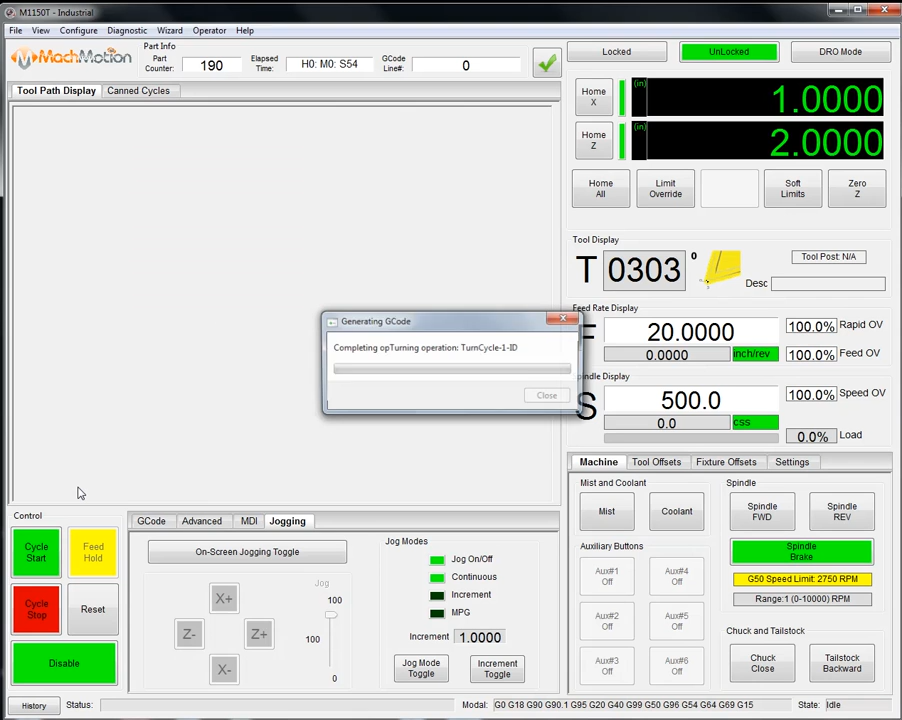 M1150T - Industrial
File View Configure Diagnostic Wizard Operator Help
MachMotion
Part Info
Part Counter: 190
Elapsed Time: H0: M0: S54
GCode Line#: 0
Locked
UnLocked
DRO Mode
Tool Path Display Canned Cycles
Home X
(in) 1.0000
Home Z
(in) 2.0000
Home All
Limit Override
Soft Limits
Zero Z
Tool Display
T 0303 0
Tool Post: N/A
Desc
Feed Rate Display
F 20.0000 100.0% Rapid OV
0.0000 inch/rev 100.0% Feed OV
Spindle Display
S 500.0 100.0% Speed OV
0.0 css
0.0% Load
Generating GCode
Completing opTurning operation: TurnCycle-1-ID
Close
Control
Cycle Start
Feed Hold
Cycle Stop
Reset
Disable
GCode Advanced MDI Jogging
On-Screen Jogging Toggle
X+
Z-
Z+
X-
Jog
100
100
0
Jog Modes
Jog On/Off
Continuous
Increment
MPG
Increment 1.0000
Jog Mode Toggle
Increment Toggle
Machine Tool Offsets Fixture Offsets Settings
Mist and Coolant
Mist
Coolant
Auxiliary Buttons
Aux#1 Off
Aux#4 Off
Aux#2 Off
Aux#5 Off
Aux#3 Off
Aux#6 Off
Spindle
Spindle FWD
Spindle REV
Spindle Brake
G50 Speed Limit: 2750 RPM
Range:1 (0-10000) RPM
Chuck and Tailstock
Chuck Close
Tailstock Backward
History
Status:
Modal: G0 G18 G90 G90.1 G95 G20 G40 G99 G50 G96 G54 G64 G69 G15
State: Idle